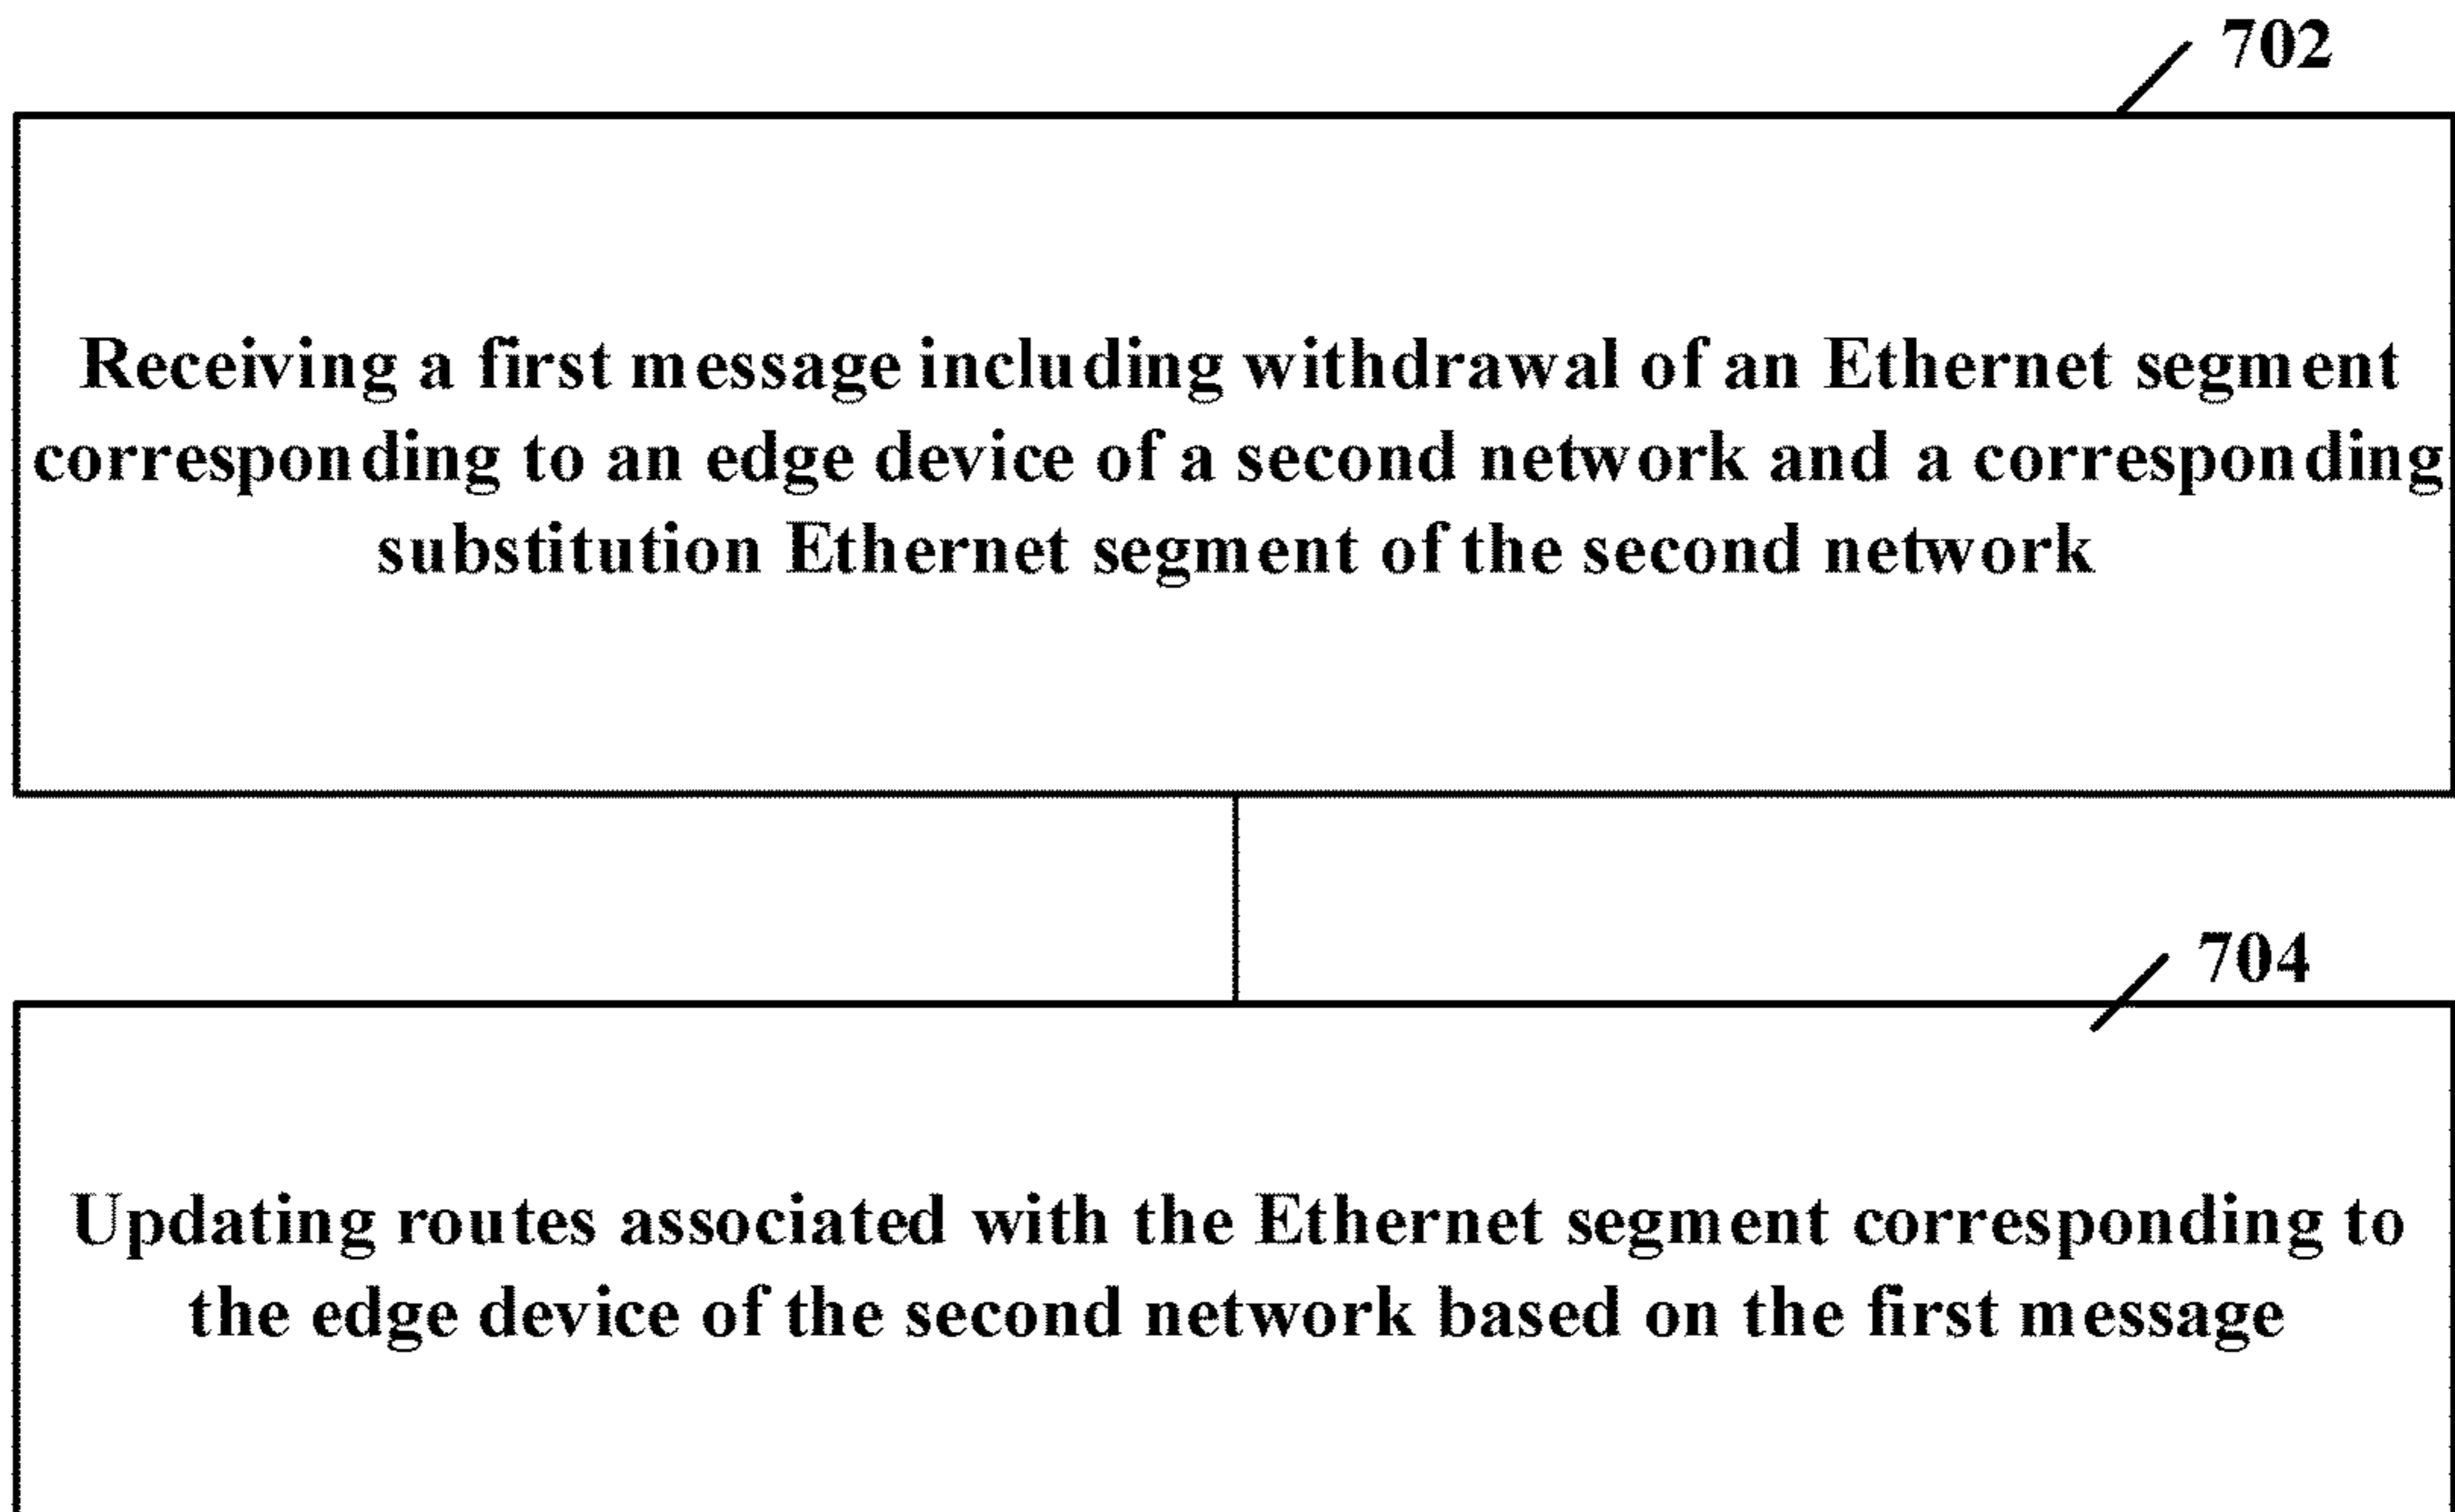 702
Receiving a first message including withdrawal of an Ethernet segment
corresponding to an edge device of a second network and a corresponding
substitution Ethernet segment of the second network
704
Updating routes associated with the Ethernet segment corresponding to
the edge device of the second network based on the first message